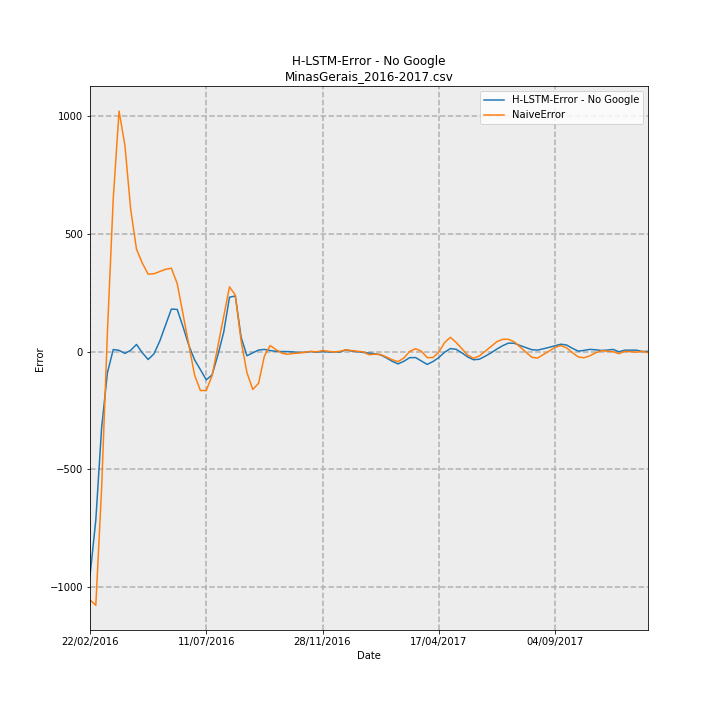 H-LSTM-Error - No Google
MinasGerais_2016-2017.csv
H-LSTM-Error - No Google
NaiveError
1000
500
0
−500
−1000
Error
22/02/2016
11/07/2016
28/11/2016
17/04/2017
04/09/2017
Date